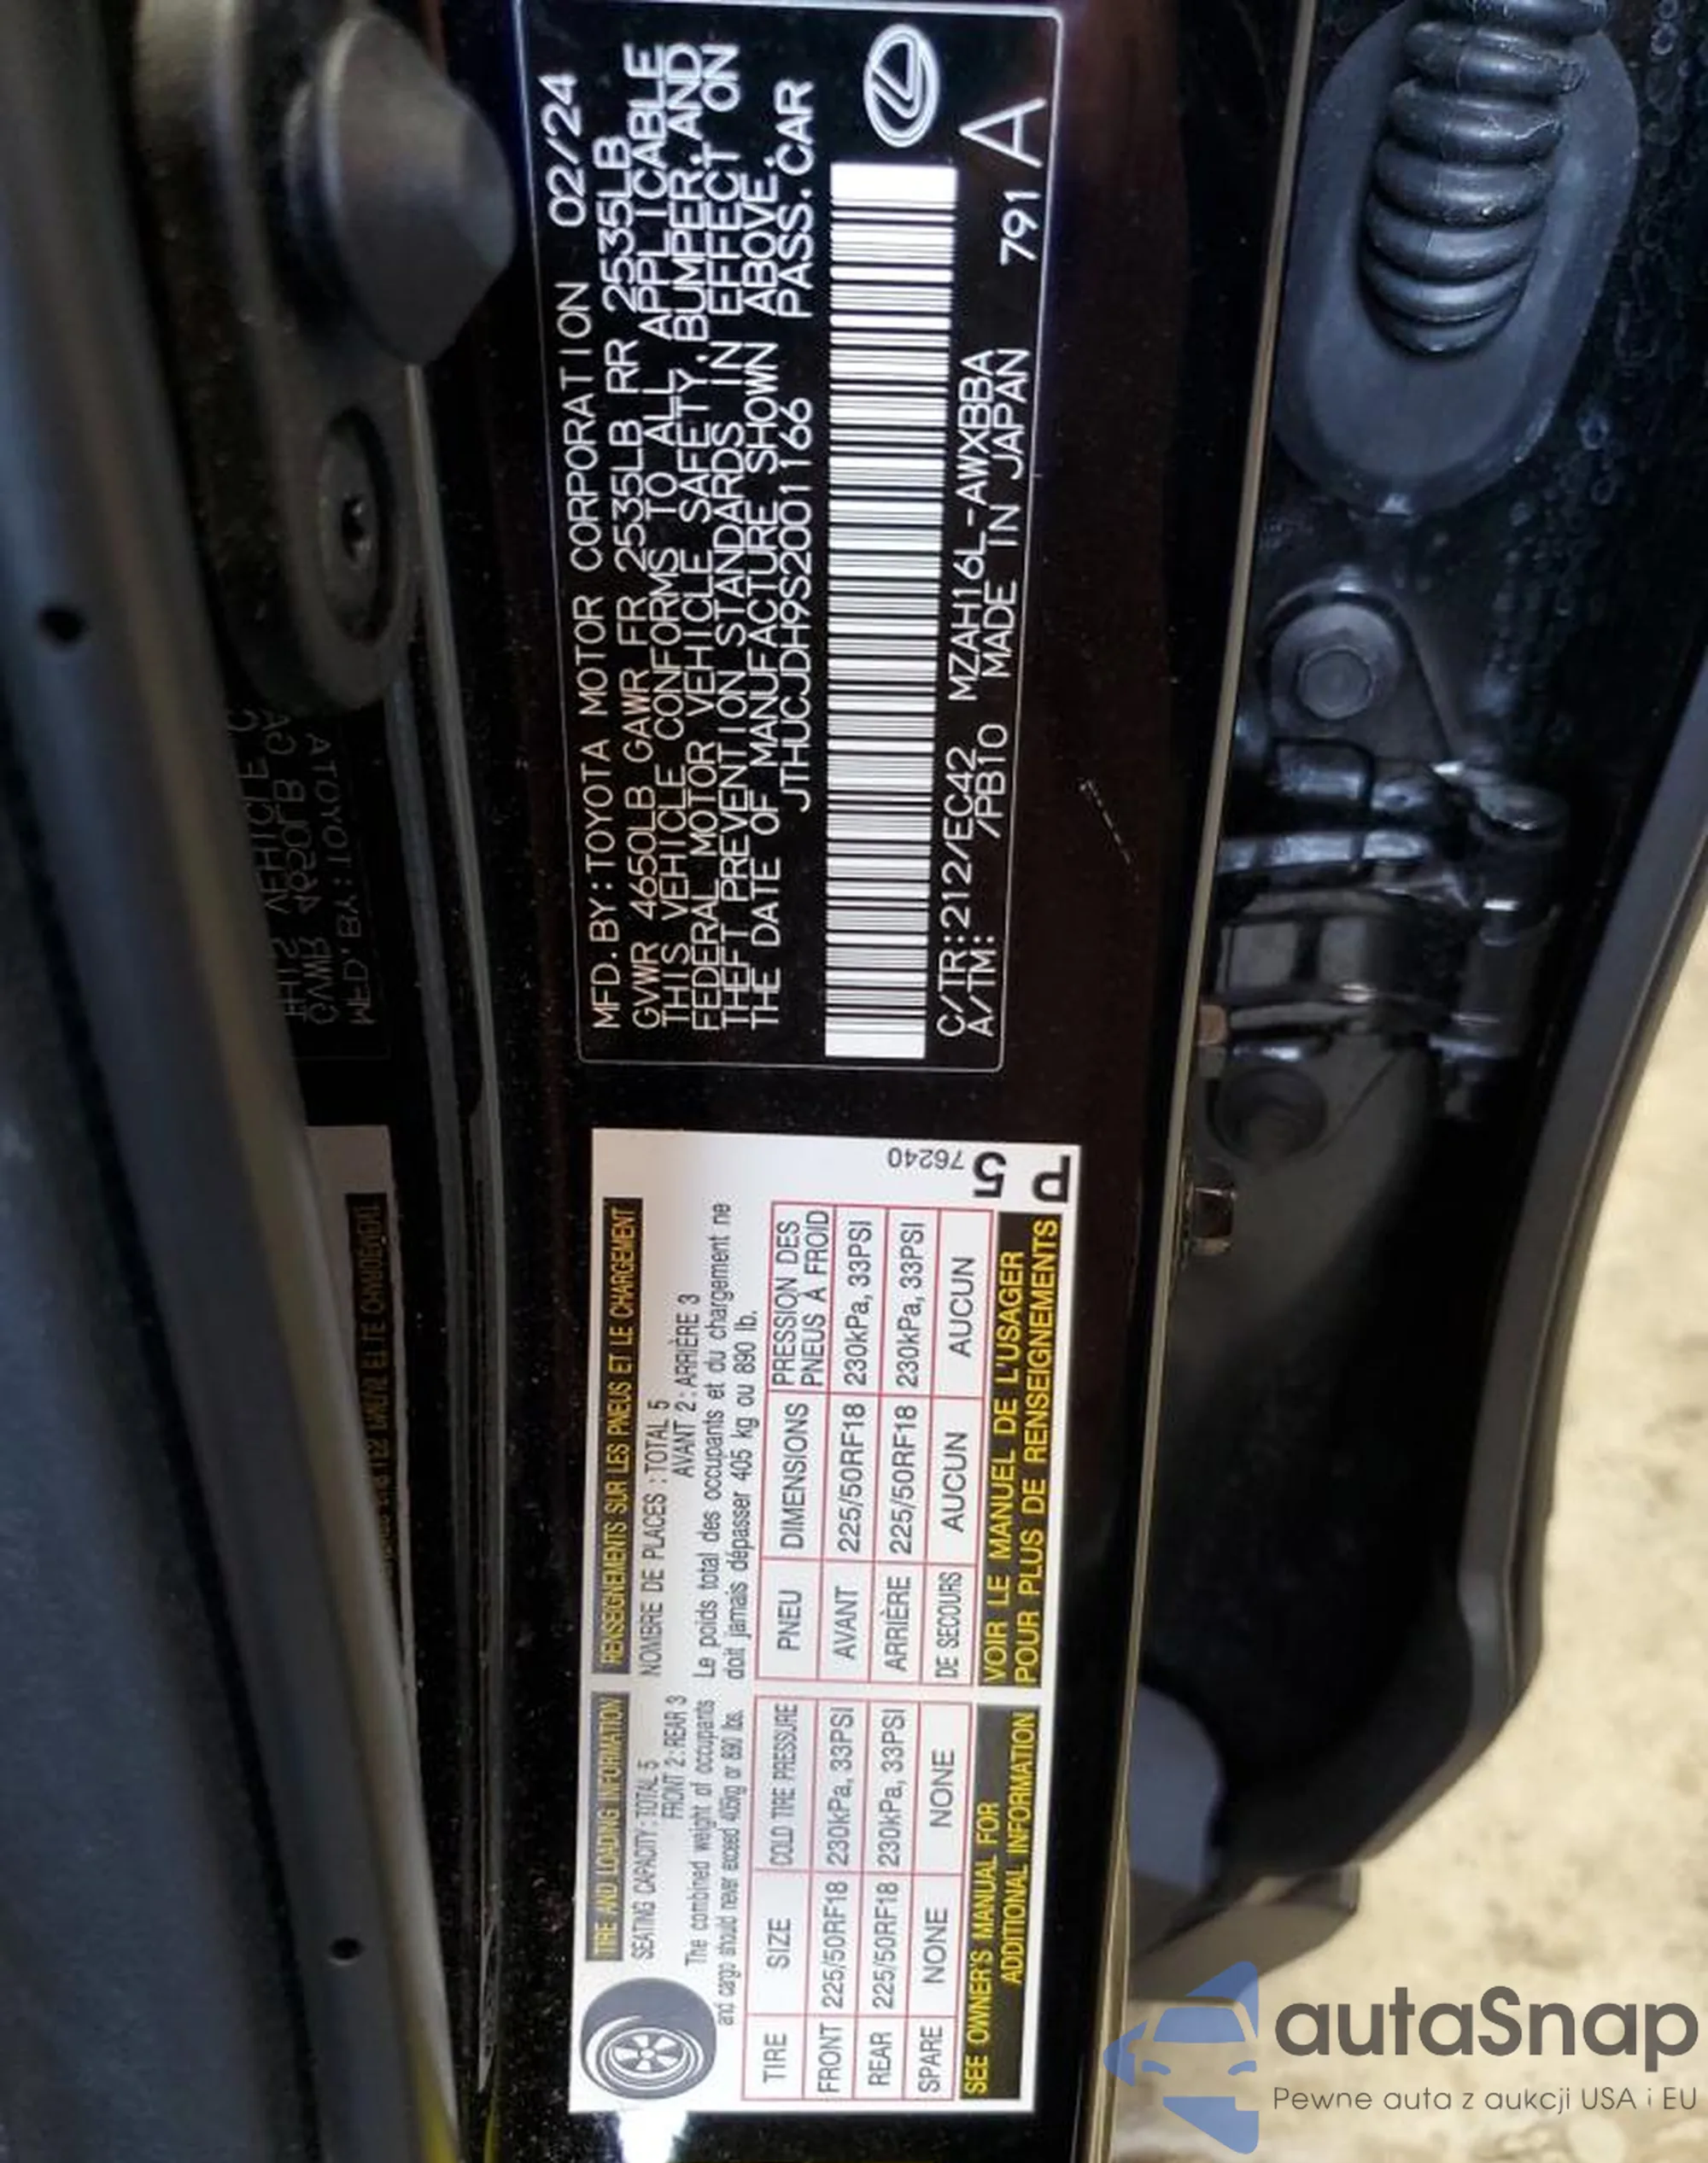 MFD.BY:TOYOTA MOTOR CORPORATION 02/24
GVWR 4650LB GAWR FR 2535LB RR 2535LB
THIS VEHICLE CONFORMS TO ALL APPLICABLE
FEDERAL MOTOR VEHICLE SAFETY, BUMPER, AND
THEFT PREVENTION STANDARDS IN EFFECT ON
THE DATE OF MANUFACTURE SHOWN ABOVE.
JTHUCJDH9S2001166 PASS.CAR
C/TR:212/EC42 MZAH16L-AWXBBA
A/TM: /PB10 MADE IN JAPAN 791 A
TIRE AND LOADING INFORMATION
SEATING CAPACITY : TOTAL 5
FRONT 2 : REAR 3
The combined weight of occupants
and cargo should never exceed 405kg or 890 lbs.
TIRE SIZE COLD TIRE PRESSURE
FRONT 225/50RF18 230kPa, 33PSI
REAR 225/50RF18 230kPa, 33PSI
SPARE NONE NONE
SEE OWNER'S MANUAL FOR
ADDITIONAL INFORMATION
RENSEIGNEMENTS SUR LES PNEUS ET LE CHARGEMENT
NOMBRE DE PLACES : TOTAL 5
AVANT 2 : ARRIÈRE 3
Le poids total des occupants et du chargement ne
doit jamais dépasser 405 kg ou 890 lb.
PNEU DIMENSIONS PRESSION DES
PNEUS À FROID
AVANT 225/50RF18 230kPa, 33PSI
ARRIÈRE 225/50RF18 230kPa, 33PSI
DE SECOURS AUCUN AUCUN
VOIR LE MANUEL DE L'USAGER
POUR PLUS DE RENSEIGNEMENTS
76240
5
P
autaSnap
Pewne auta z aukcji USA i EU